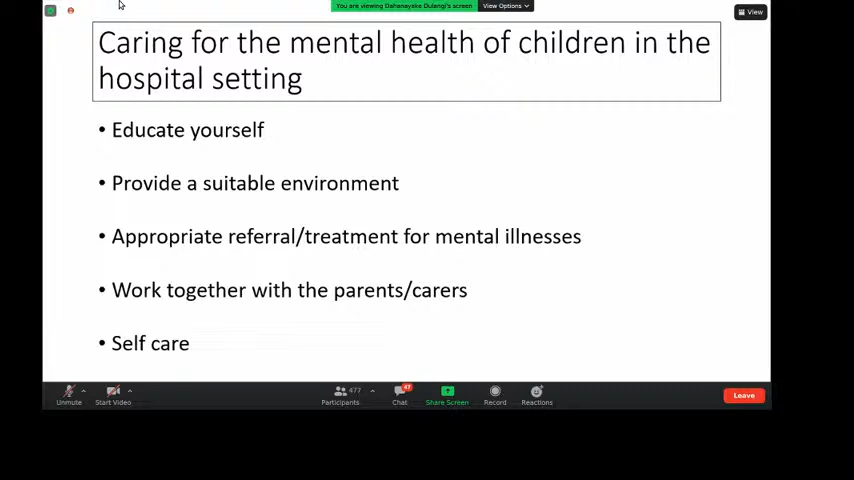 You are viewing Dahanayake Dulangi's screen
View Options
View
Caring for the mental health of children in the
hospital setting
• Educate yourself
• Provide a suitable environment
• Appropriate referral/treatment for mental illnesses
• Work together with the parents/carers
• Self care
477
47
Unmute
Start Video
Participants
Chat
Share Screen
Record
Reactions
Leave